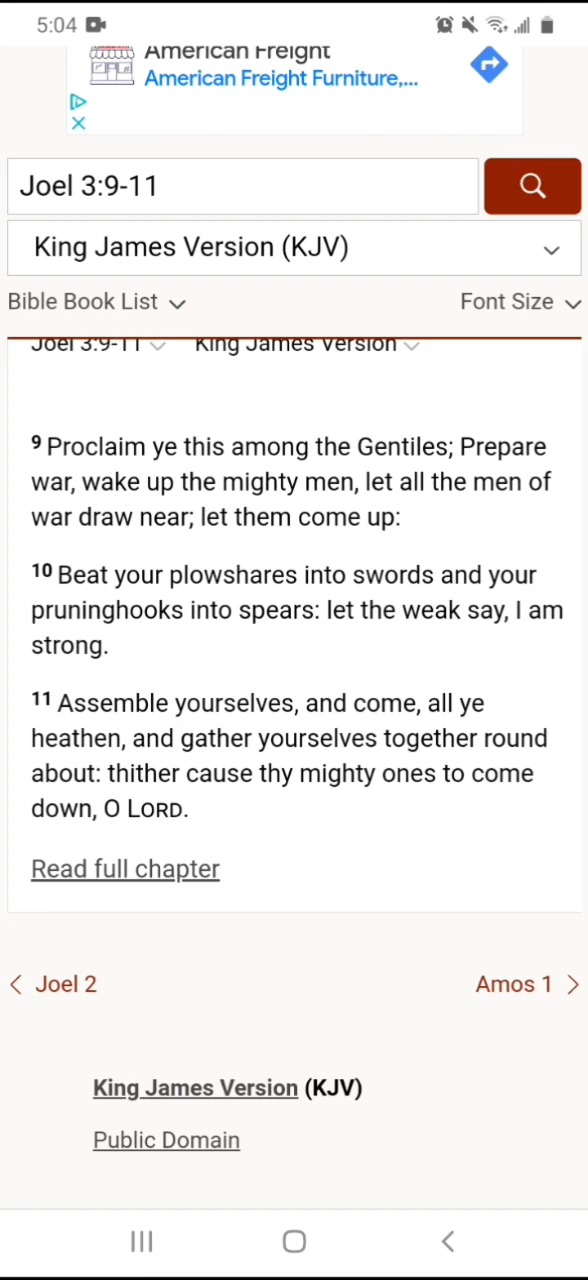 5:04
American Freight
American Freight Furniture,...
Joel 3:9-11
King James Version (KJV)
Bible Book List
Font Size
Joel 3:9-11 King James Version
9 Proclaim ye this among the Gentiles; Prepare
war, wake up the mighty men, let all the men of
war draw near; let them come up:
10 Beat your plowshares into swords and your
pruninghooks into spears: let the weak say, I am
strong.
11 Assemble yourselves, and come, all ye
heathen, and gather yourselves together round
about: thither cause thy mighty ones to come
down, O LORD.
Read full chapter
Joel 2
Amos 1
King James Version (KJV)
Public Domain